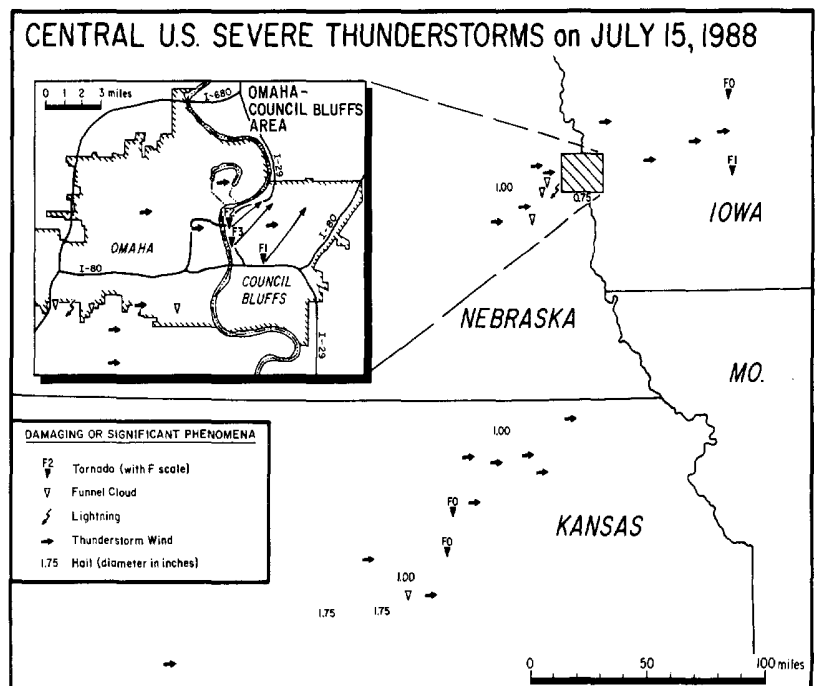 CENTRAL U.S. SEVERE THUNDERSTORMS on JULY 15, 1988
0 1 2 3 miles
I-680
OMAHA-
COUNCIL BLUFFS
AREA
I-29
I-80
F3
F1
OMAHA
I-80
COUNCIL
BLUFFS
I-29
F0
F1
1.00
0.75
IOWA
NEBRASKA
MO.
DAMAGING OR SIGNIFICANT PHENOMENA
F2
Tornado (with F scale)
Funnel Cloud
Lightning
Thunderstorm Wind
1.75 Hail (diameter in inches)
1.00
F0
F0
KANSAS
1.00
1.75 1.75
0 50 100 miles